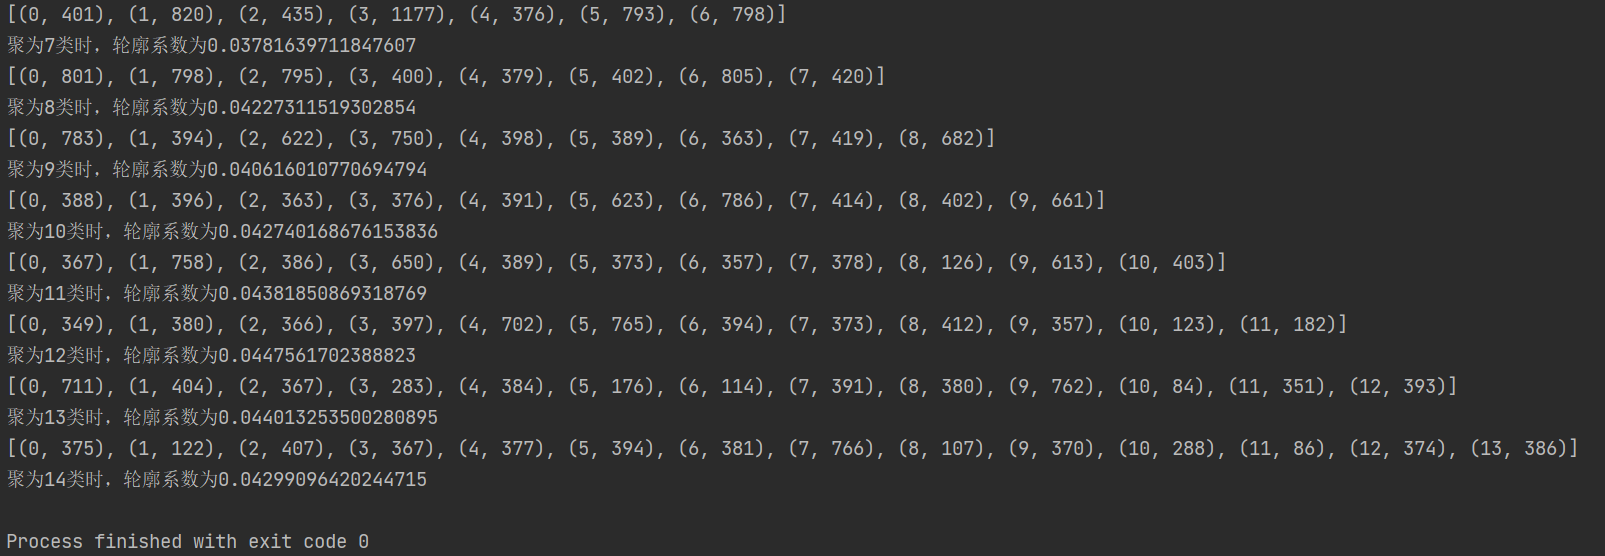 [(0, 401), (1, 820), (2, 435), (3, 1177), (4, 376), (5, 793), (6, 798)]
聚为7类时，轮廓系数为0.03781639711847607
[(0, 801), (1, 798), (2, 795), (3, 400), (4, 379), (5, 402), (6, 805), (7, 420)]
聚为8类时，轮廓系数为0.04227311519302854
[(0, 783), (1, 394), (2, 622), (3, 750), (4, 398), (5, 389), (6, 363), (7, 419), (8, 682)]
聚为9类时，轮廓系数为0.040616010770694794
[(0, 388), (1, 396), (2, 363), (3, 376), (4, 391), (5, 623), (6, 786), (7, 414), (8, 402), (9, 661)]
聚为10类时，轮廓系数为0.042740168676153836
[(0, 367), (1, 758), (2, 386), (3, 650), (4, 389), (5, 373), (6, 357), (7, 378), (8, 126), (9, 613), (10, 403)]
聚为11类时，轮廓系数为0.04381850869318769
[(0, 349), (1, 380), (2, 366), (3, 397), (4, 702), (5, 765), (6, 394), (7, 373), (8, 412), (9, 357), (10, 123), (11, 182)]
聚为12类时，轮廓系数为0.0447561702388823
[(0, 711), (1, 404), (2, 367), (3, 283), (4, 384), (5, 176), (6, 114), (7, 391), (8, 380), (9, 762), (10, 84), (11, 351), (12, 393)]
聚为13类时，轮廓系数为0.044013253500280895
[(0, 375), (1, 122), (2, 407), (3, 367), (4, 377), (5, 394), (6, 381), (7, 766), (8, 107), (9, 370), (10, 288), (11, 86), (12, 374), (13, 386)]
聚为14类时，轮廓系数为0.04299096420244715
Process finished with exit code 0